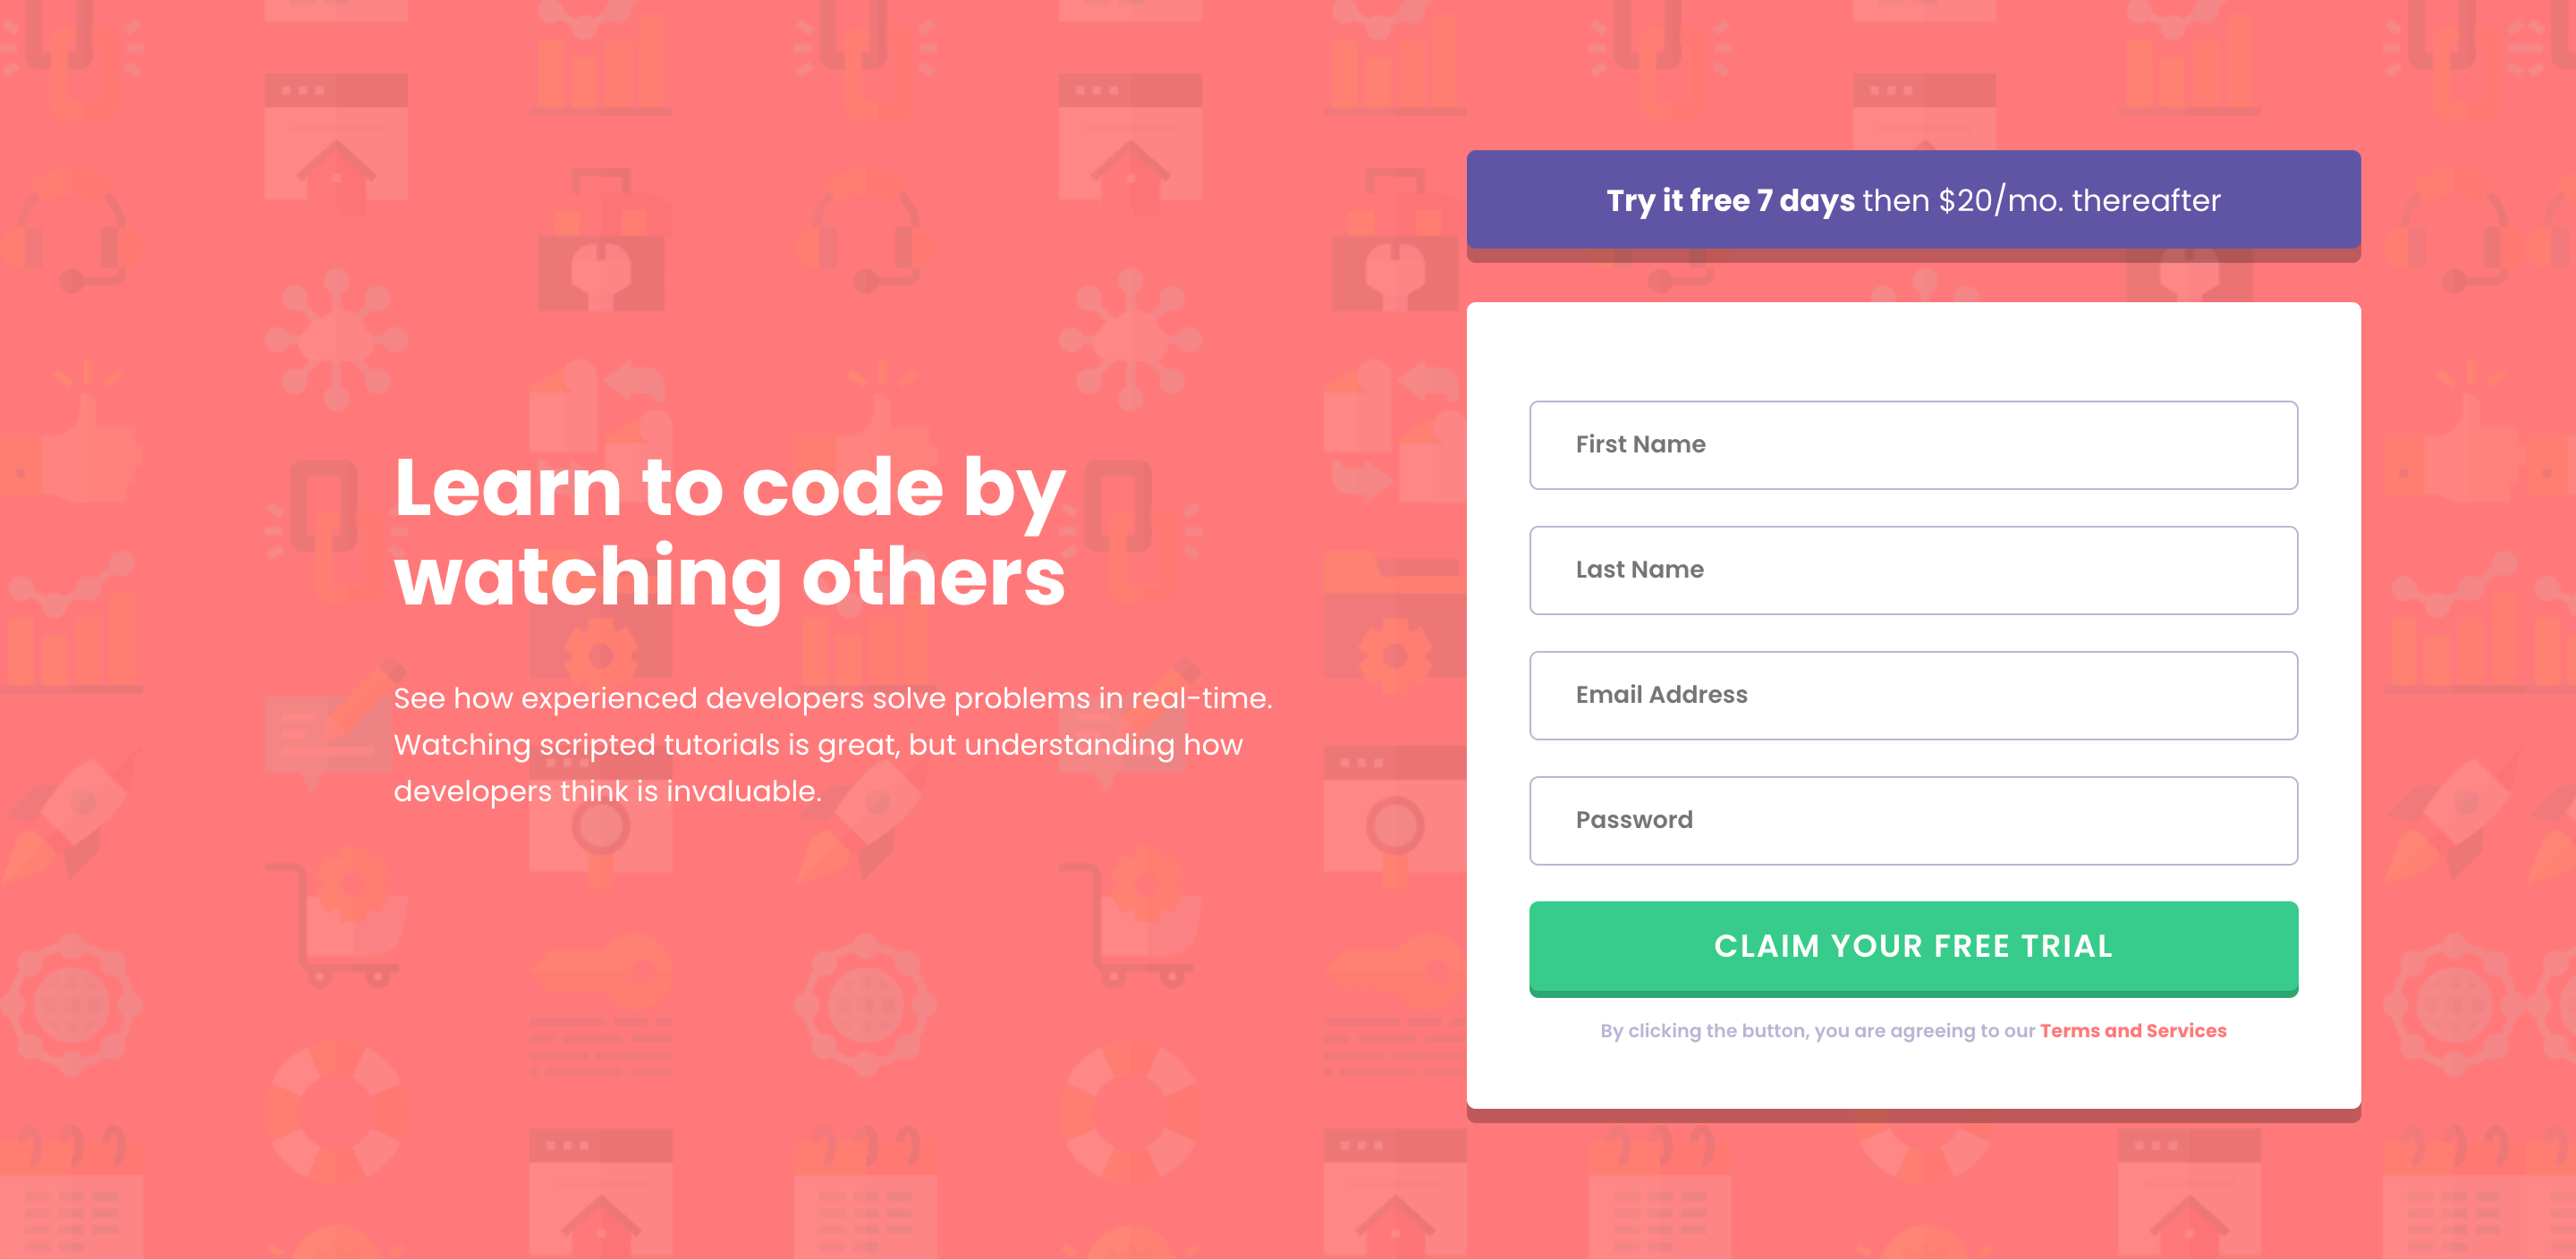 Learn to code by
watching others
See how experienced developers solve problems in real-time.
Watching scripted tutorials is great, but understanding how
developers think is invaluable.
Try it free 7 days then $20/mo. thereafter
First Name
Last Name
Email Address
Password
CLAIM YOUR FREE TRIAL
By clicking the button, you are agreeing to our Terms and Services